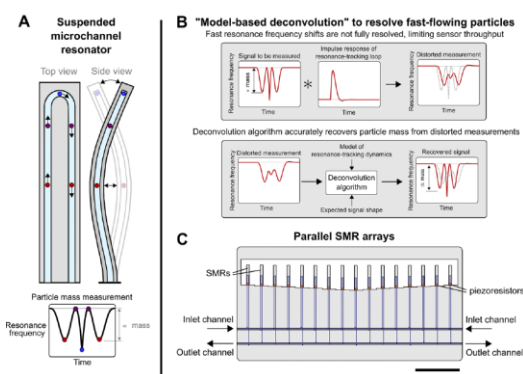 A
Suspended
microchannel
resonator
Top view
Side view
Particle mass measurement
Resonance
frequency
∝ mass
Time
B
"Model-based deconvolution" to resolve fast-flowing particles
Fast resonance frequency shifts are not fully resolved, limiting sensor throughput
Signal to be measured
Impulse response of
resonance-tracking loop
Distorted measurement
Resonance
frequency
∝ mass
Time
*
Time
Resonance
frequency
Time
Deconvolution algorithm accurately recovers particle mass from distorted measurements
Distorted measurement
Model of
resonance-tracking dynamics
Recovered signal
Resonance
frequency
Time
Deconvolution
algorithm
Expected signal shape
Resonance
frequency
∝ mass
Time
C
Parallel SMR arrays
SMRs
piezoresistors
Inlet channel
Inlet channel
Outlet channel
Outlet channel